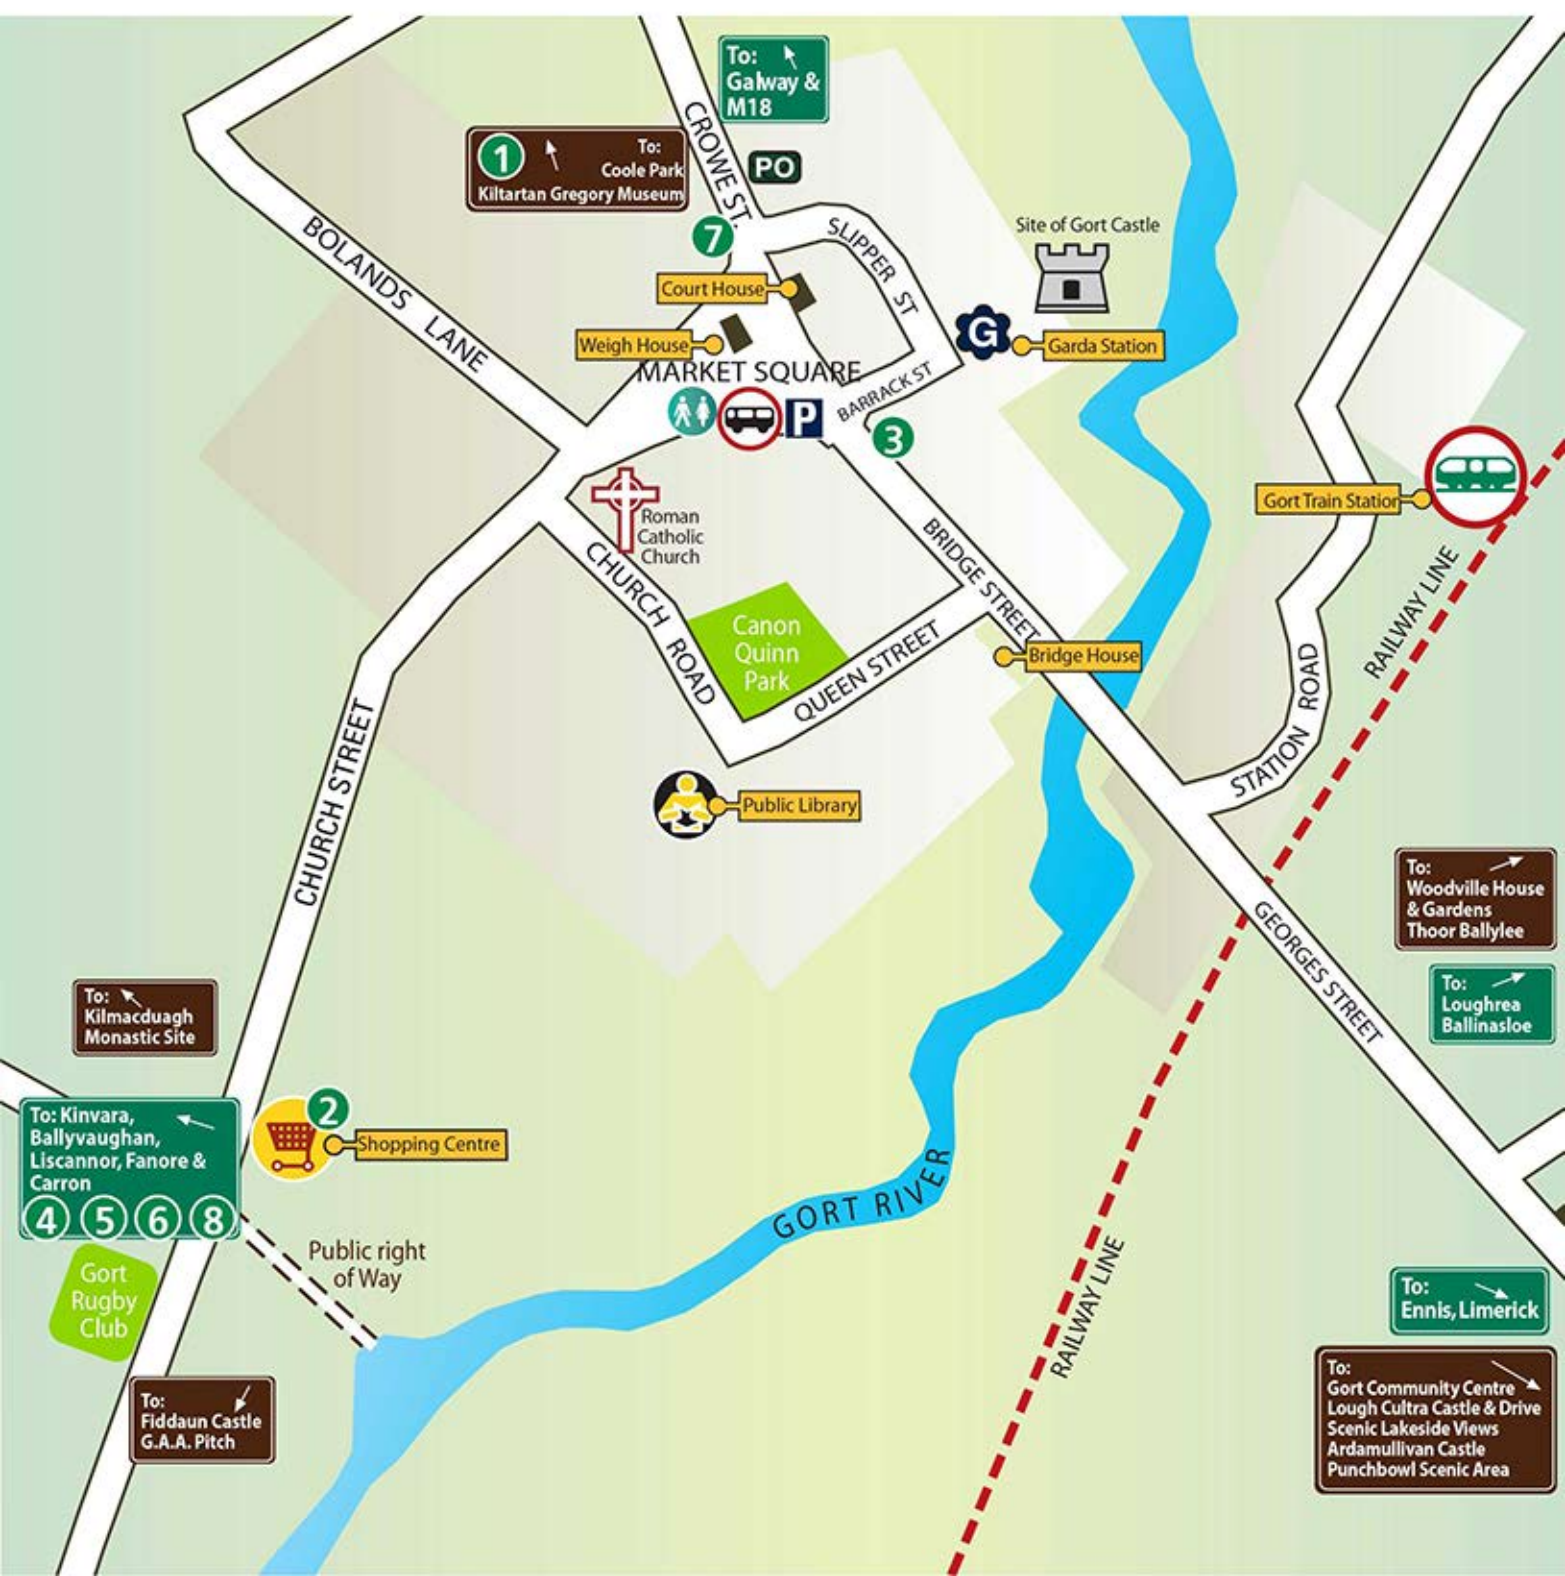 To:
Galway &
M18
CROWE ST.
PO
1
To:
Coole Park
Kiltartan Gregory Museum
7
SLIPPER ST
Site of Gort Castle
BOLANDS LANE
Court House
Weigh House
G
Garda Station
MARKET SQUARE
BARRACK ST
P
3
Roman
Catholic
Church
Gort Train Station
BRIDGE STREET
CHURCH ROAD
Canon
Quinn
Park
QUEEN STREET
Bridge House
RAILWAY LINE
STATION ROAD
CHURCH STREET
Public Library
To:
Woodville House
& Gardens
Thoor Ballylee
GEORGES STREET
To:
Loughrea
Ballinasloe
To:
Kilmacduagh
Monastic Site
To: Kinvara,
Ballyvaughan,
Liscannor, Fanore &
Carron
4 5 6 8
2
Shopping Centre
GORT RIVER
Public right
of Way
Gort
Rugby
Club
RAILWAY LINE
To:
Ennis, Limerick
To:
Fiddaun Castle
G.A.A. Pitch
To:
Gort Community Centre
Lough Cultra Castle & Drive
Scenic Lakeside Views
Ardamullivan Castle
Punchbowl Scenic Area